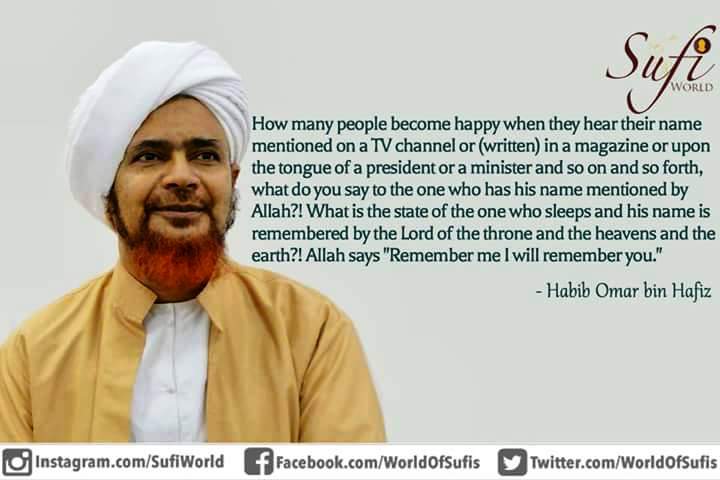 Sufi
WORLD
How many people become happy when they hear their name
mentioned on a TV channel or (written) in a magazine or upon
the tongue of a president or a minister and so on and so forth,
what do you say to the one who has his name mentioned by
Allah?! What is the state of the one who sleeps and his name is
remembered by the Lord of the throne and the heavens and the
earth?! Allah says "Remember me I will remember you."
- Habib Omar bin Hafiz
Instagram.com/SufiWorld Facebook.com/WorldOfSufis Twitter.com/WorldOfSufis